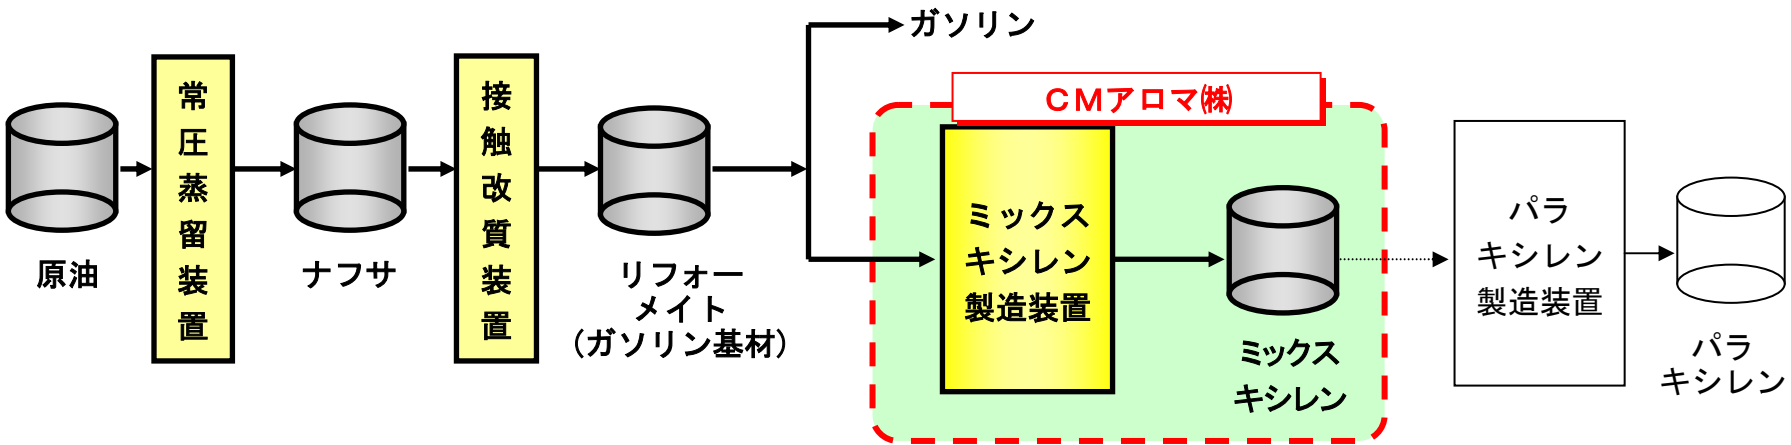 ガソリン
CMアロマ㈱
原油
常圧蒸留装置
ナフサ
接触改質装置
リフォー
メイト
（ガソリン基材）
ミックス
キシレン
製造装置
ミックス
キシレン
パラ
キシレン
製造装置
パラ
キシレン